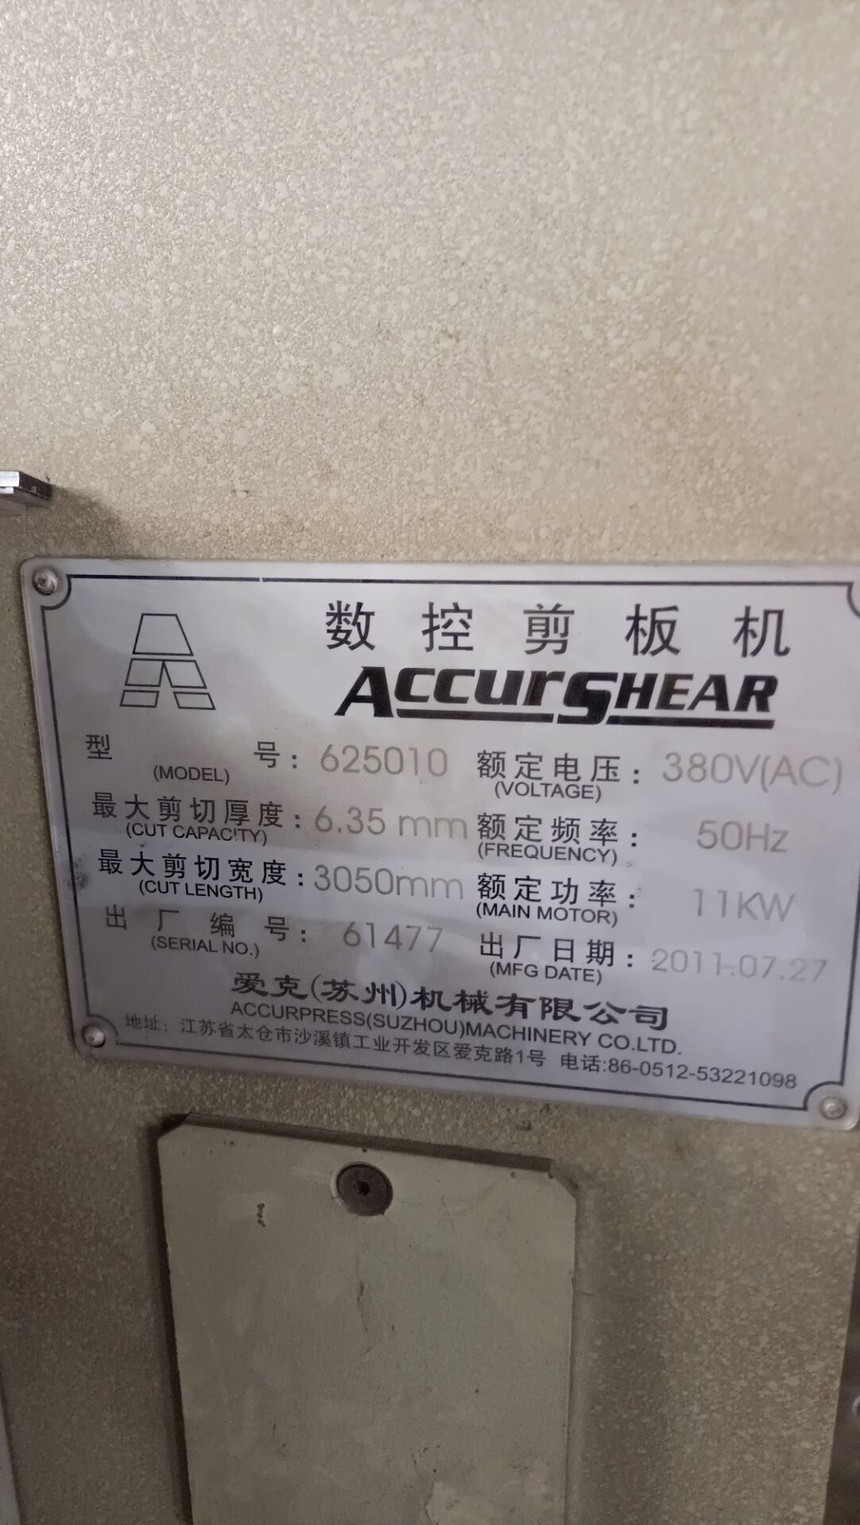 数控剪板机
ACCURSHEAR
型号：625010 额定电压：380V(AC)
(MODEL) (VOLTAGE)
最大剪切厚度：6.35 mm 额定频率：50Hz
(CUT CAPACITY) (FREQUENCY)
最大剪切宽度：3050mm 额定功率：11KW
(CUT LENGTH) (MAIN MOTOR)
出厂编号：61477 出厂日期：2011.07.27
(SERIAL NO.) (MFG DATE)
爱克(苏州)机械有限公司
ACCURPRESS(SUZHOU)MACHINERY CO.LTD.
地址：江苏省太仓市沙溪镇工业开发区爱克路1号 电话:86-0512-53221098